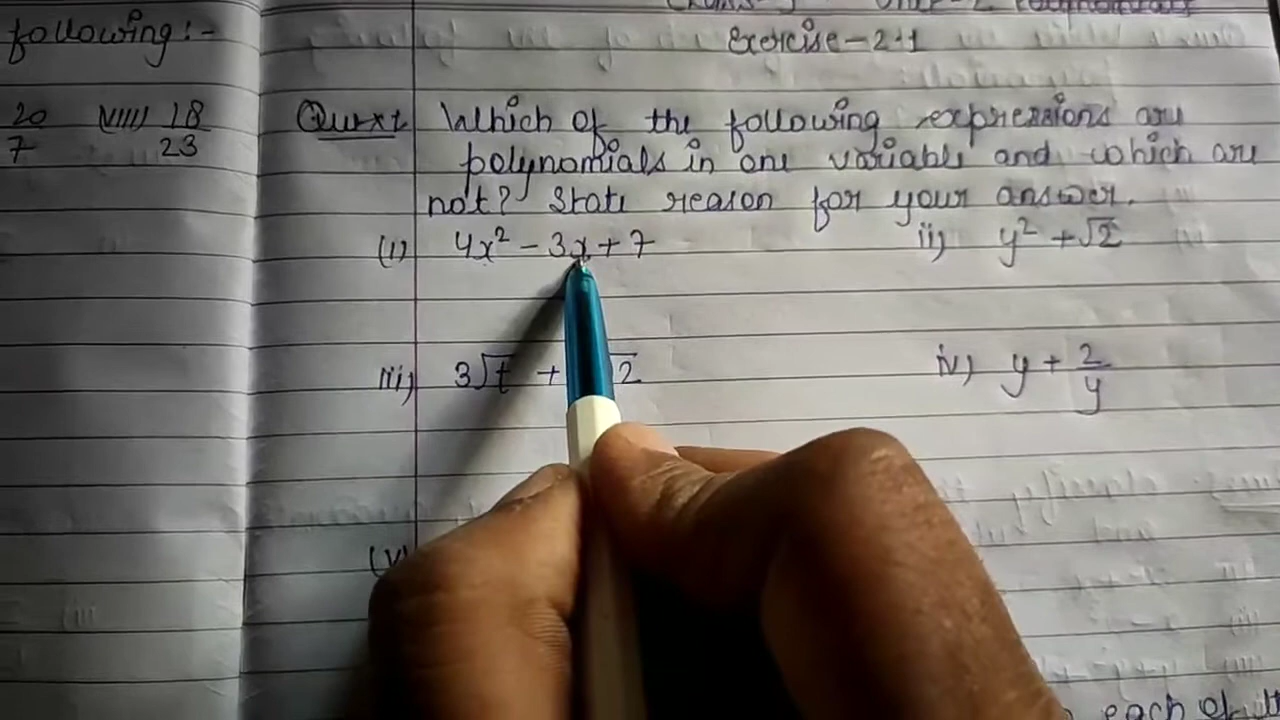 following :-
20/7 VIII) 18/23
Exercise-2.1
Ques1 Which of the following expressions are
polynomials in one variable and which are
not? State reason for your answer.
(i) 4x² - 3x + 7 ii) y² + √2
iii) 3√t + √2 iv) y + 2/y
(v)
each of